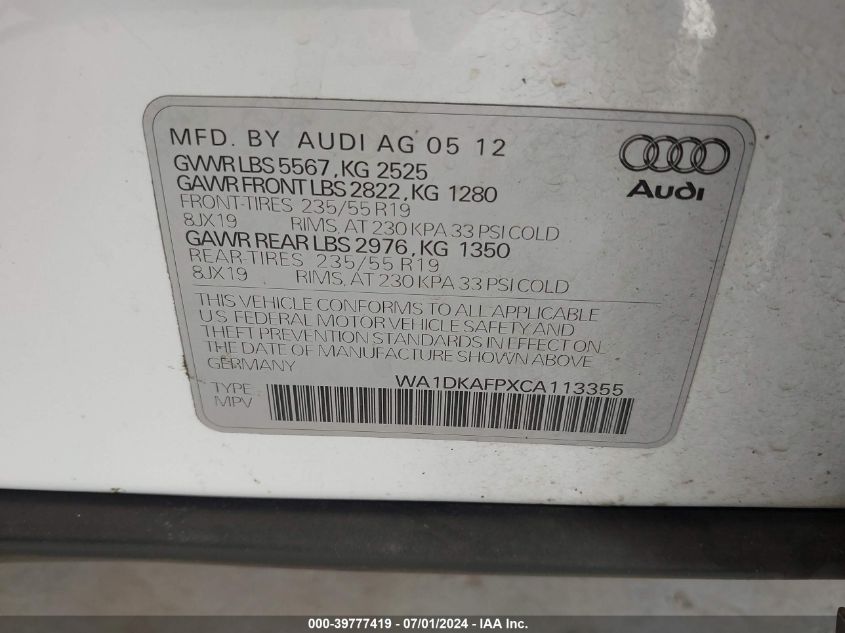 MFD. BY AUDI AG 05 12
GVWR LBS 5567, KG 2525
GAWR FRONT LBS 2822, KG 1280
FRONT-TIRES 235/55 R19
8JX19 RIMS, AT 230 KPA 33 PSI COLD
GAWR REAR LBS 2976, KG 1350
REAR-TIRES 235/55 R19
8JX19 RIMS, AT 230 KPA 33 PSI COLD
Audi
THIS VEHICLE CONFORMS TO ALL APPLICABLE
U.S. FEDERAL MOTOR VEHICLE SAFETY AND
THEFT PREVENTION STANDARDS IN EFFECT ON
THE DATE OF MANUFACTURE SHOWN ABOVE
GERMANY
WA1DKAFPXCA113355
TYPE
MPV
000-39777419 - 07/01/2024 - IAAI.com